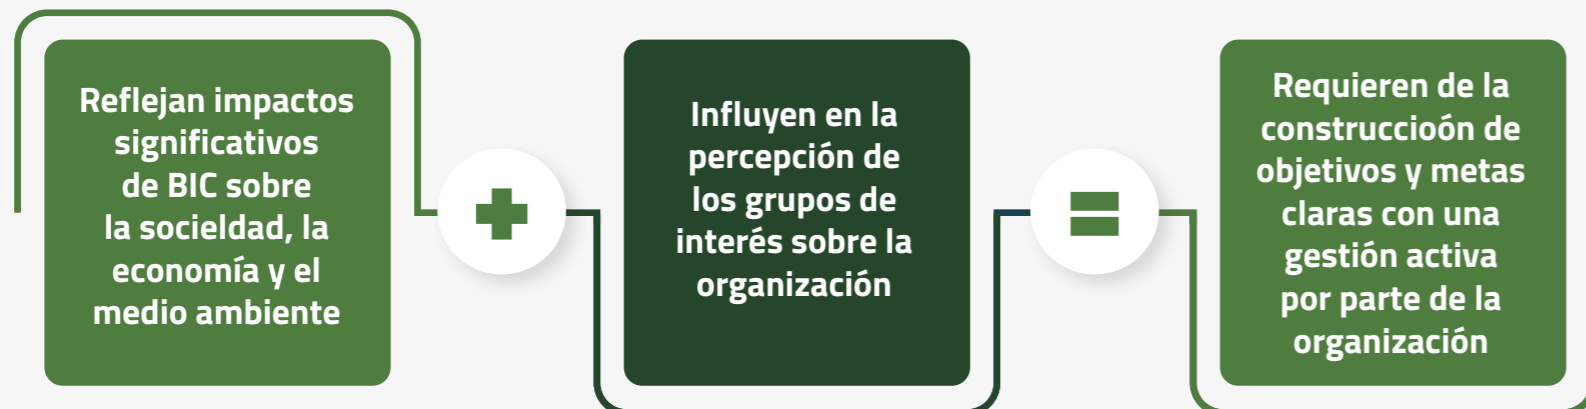 Reflejan impactos
significativos
de BIC sobre
la socieldad, la
economía y el
medio ambiente
Influyen en la
percepción de
los grupos de
interés sobre la
organización
Requieren de la
construccioón de
objetivos y metas
claras con una
gestión activa
por parte de la
organización